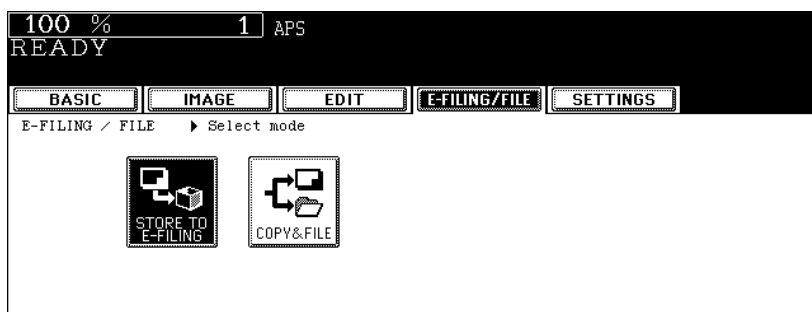 100 % 1 APS
READY
BASIC IMAGE EDIT E-FILING/FILE SETTINGS
E-FILING / FILE ▶ Select mode
STORE TO
E-FILING
COPY&FILE